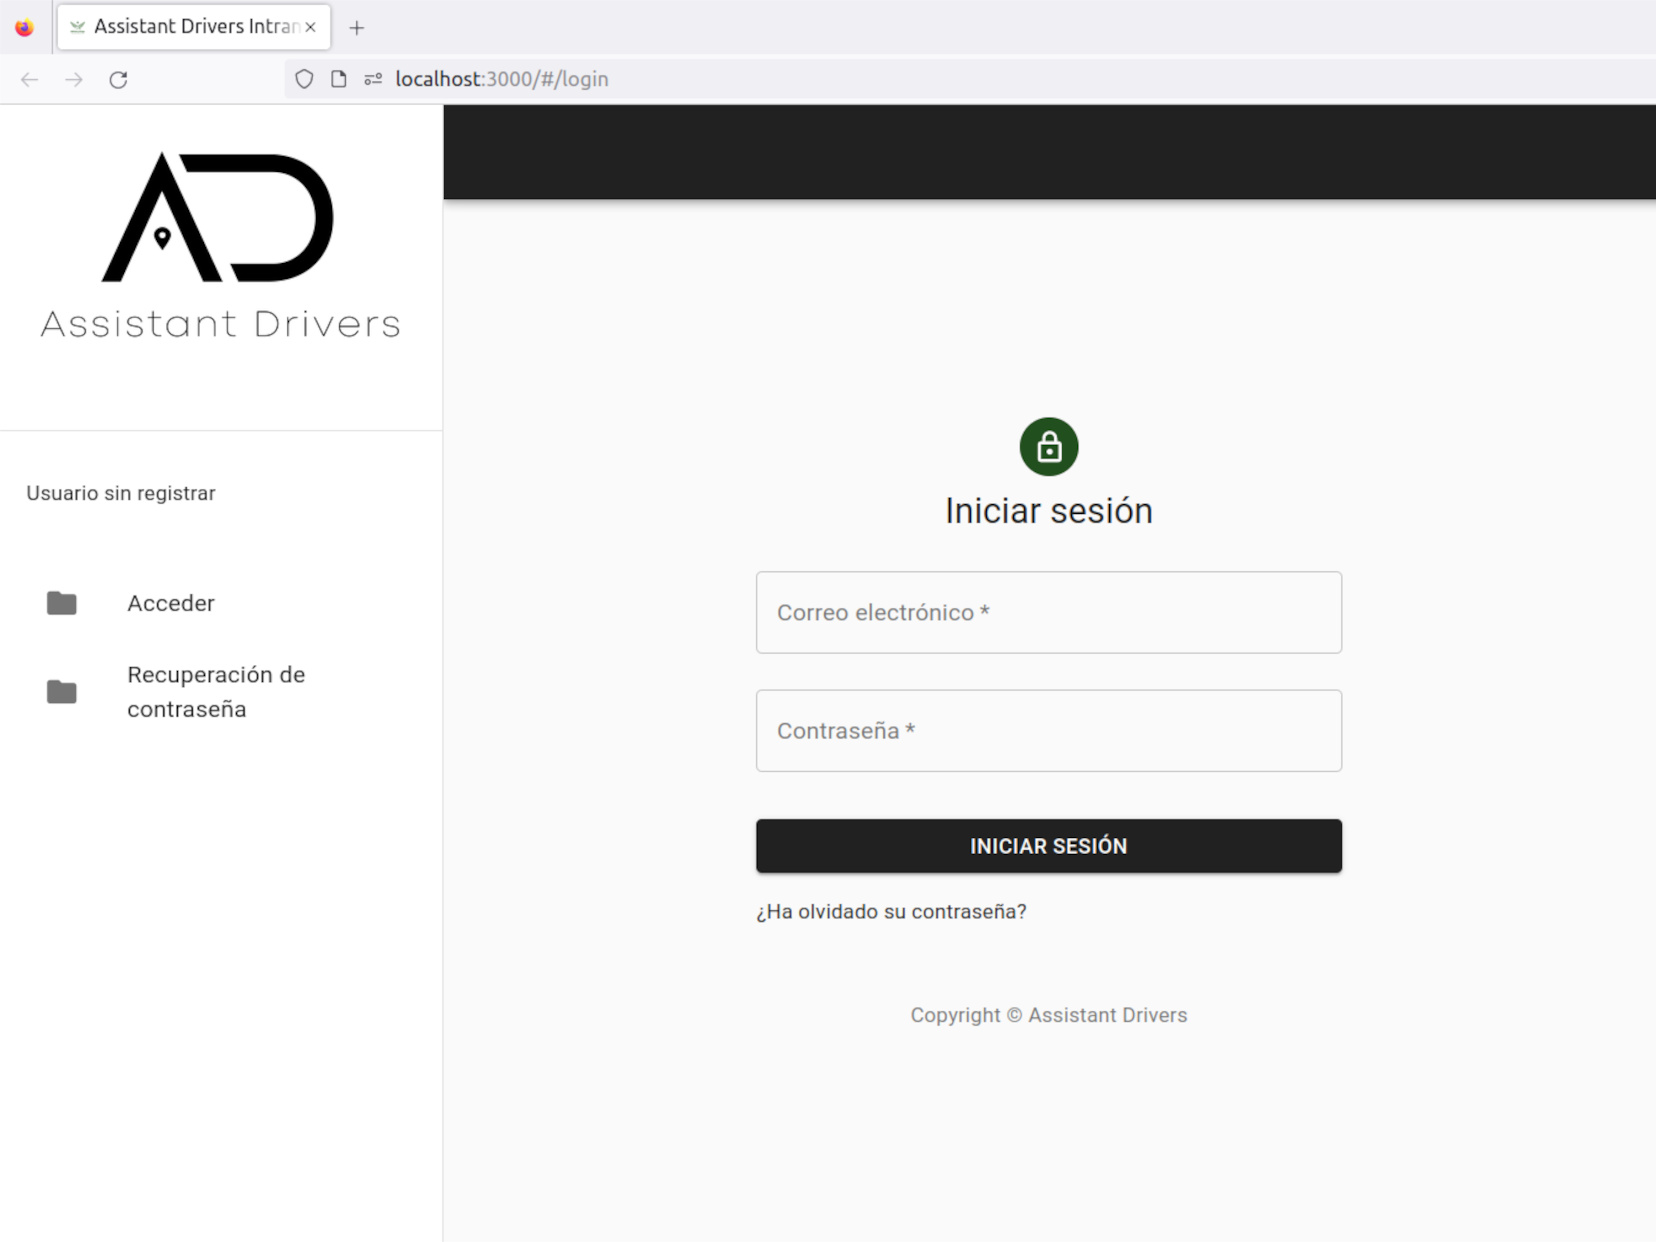 Assistant Drivers Intran
localhost:3000/#/login
AD
Assistant Drivers
Usuario sin registrar
Acceder
Recuperación de
contraseña
Iniciar sesión
Correo electrónico *
Contraseña *
INICIAR SESIÓN
¿Ha olvidado su contraseña?
Copyright © Assistant Drivers